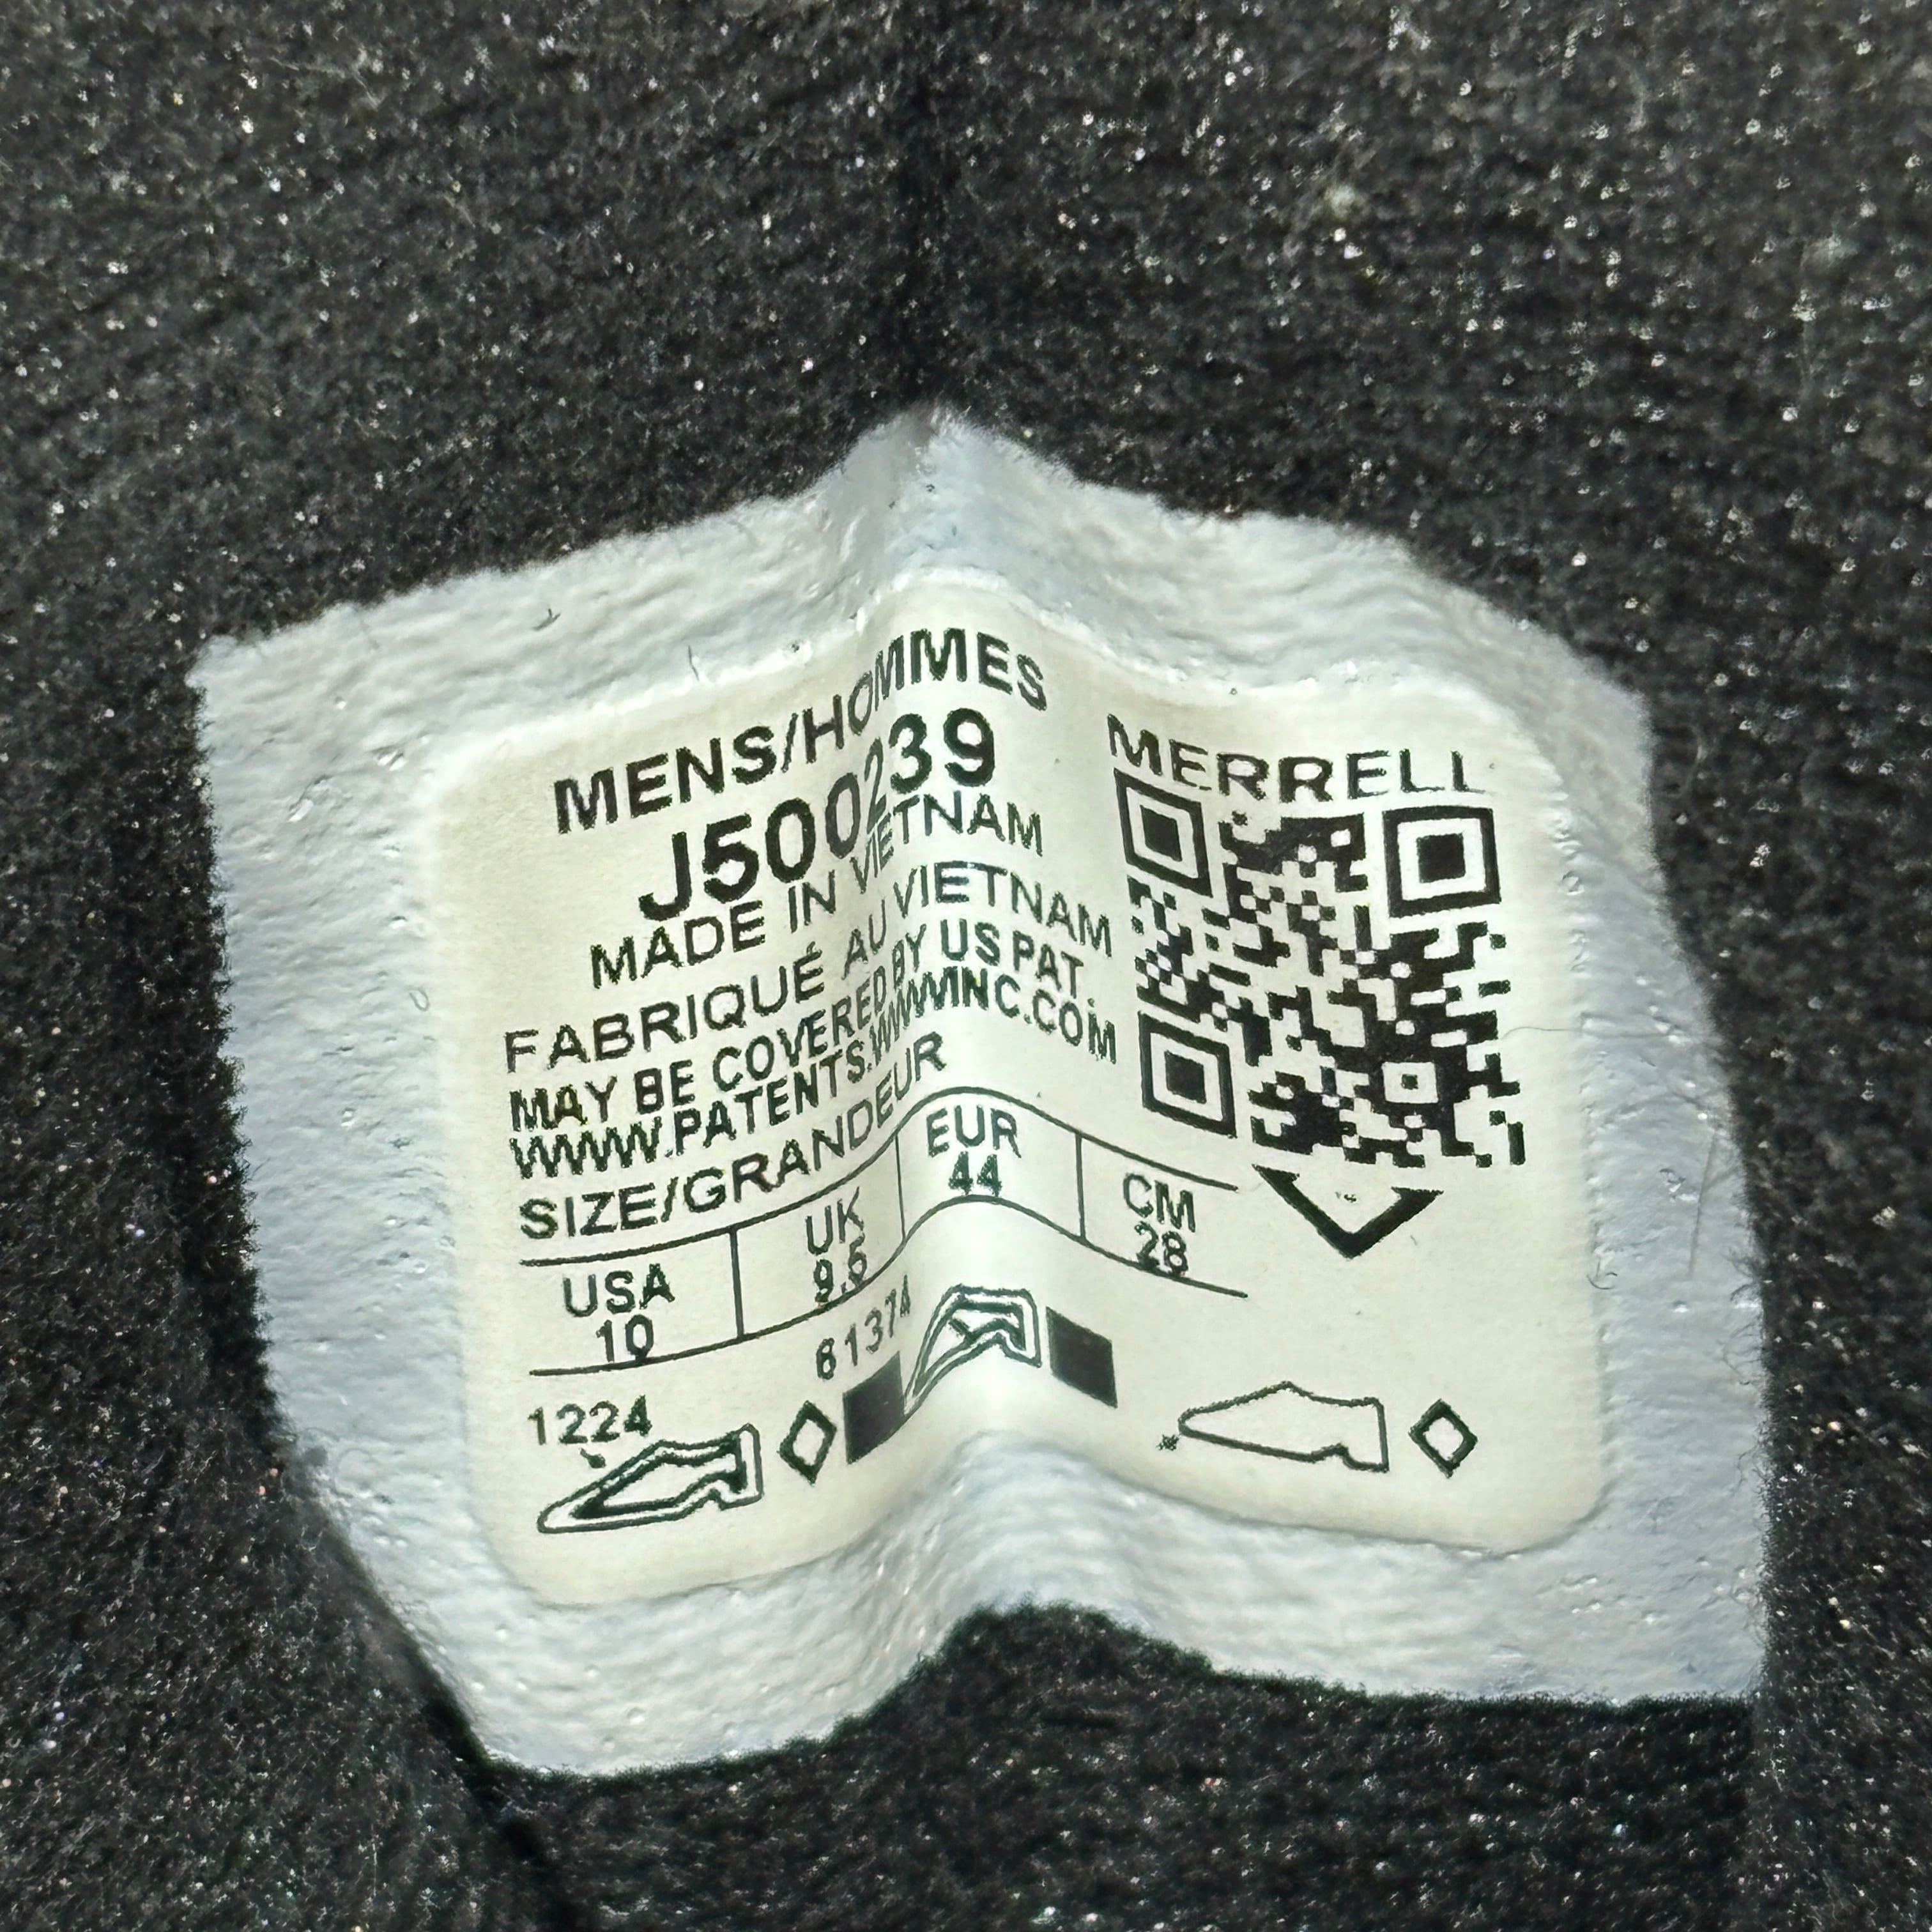 MENS/HOMMES
J500239
MADE IN VIETNAM
FABRIQUÉ AU VIETNAM
MAY BE COVERED BY US PAT.
WWW.PATENTS.WWWINC.COM
SIZE/GRANDEUR
USA
10
UK
9.5
EUR
44
CM
28
1224
61374
MERRELL